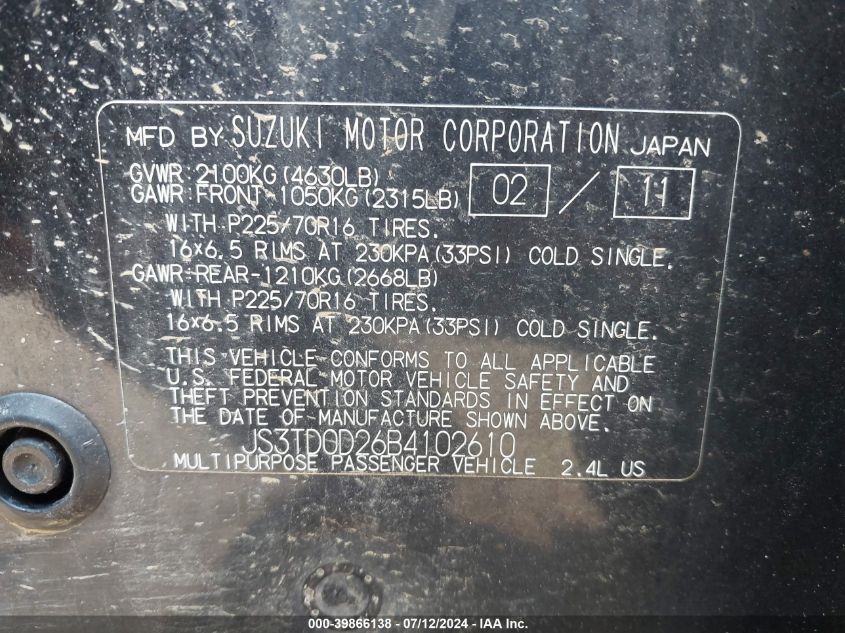 MFD BY SUZUKI MOTOR CORPORATION JAPAN
GVWR: 2100KG(4630LB)
GAWR: FRONT-1050KG(2315LB)
02 / 11
WITH P225/70R16 TIRES.
16×6.5 RIMS AT 230KPA(33PSI) COLD SINGLE.
GAWR:REAR-1210KG(2668LB)
WITH P225/70R16 TIRES.
16×6.5 RIMS AT 230KPA(33PSI) COLD SINGLE.
THIS VEHICLE CONFORMS TO ALL APPLICABLE
U.S. FEDERAL MOTOR VEHICLE SAFETY AND
THEFT PREVENTION STANDARDS IN EFFECT ON
THE DATE OF MANUFACTURE SHOWN ABOVE.
JS3TD0D26B4102610
MULTIPURPOSE PASSENGER VEHICLE 2.4L US
000-39866138 - 07/12/2024 - IAA Inc.